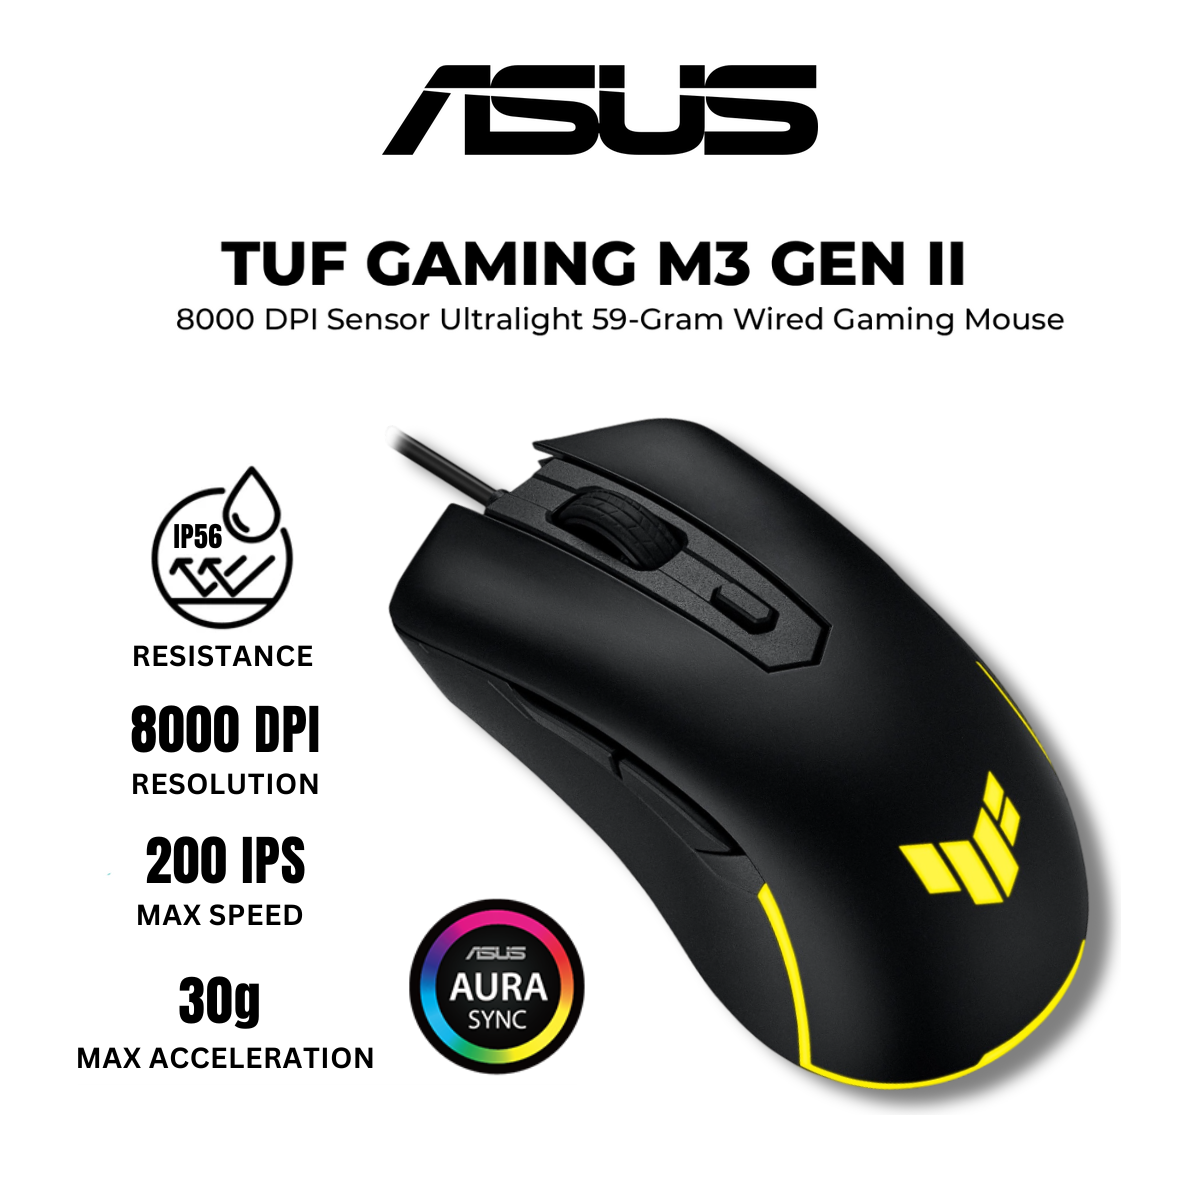 ASUS
TUF GAMING M3 GEN II
8000 DPI Sensor Ultralight 59-Gram Wired Gaming Mouse
IP56
RESISTANCE
8000 DPI
RESOLUTION
200 IPS
MAX SPEED
30g
MAX ACCELERATION
ASUS
AURA
SYNC